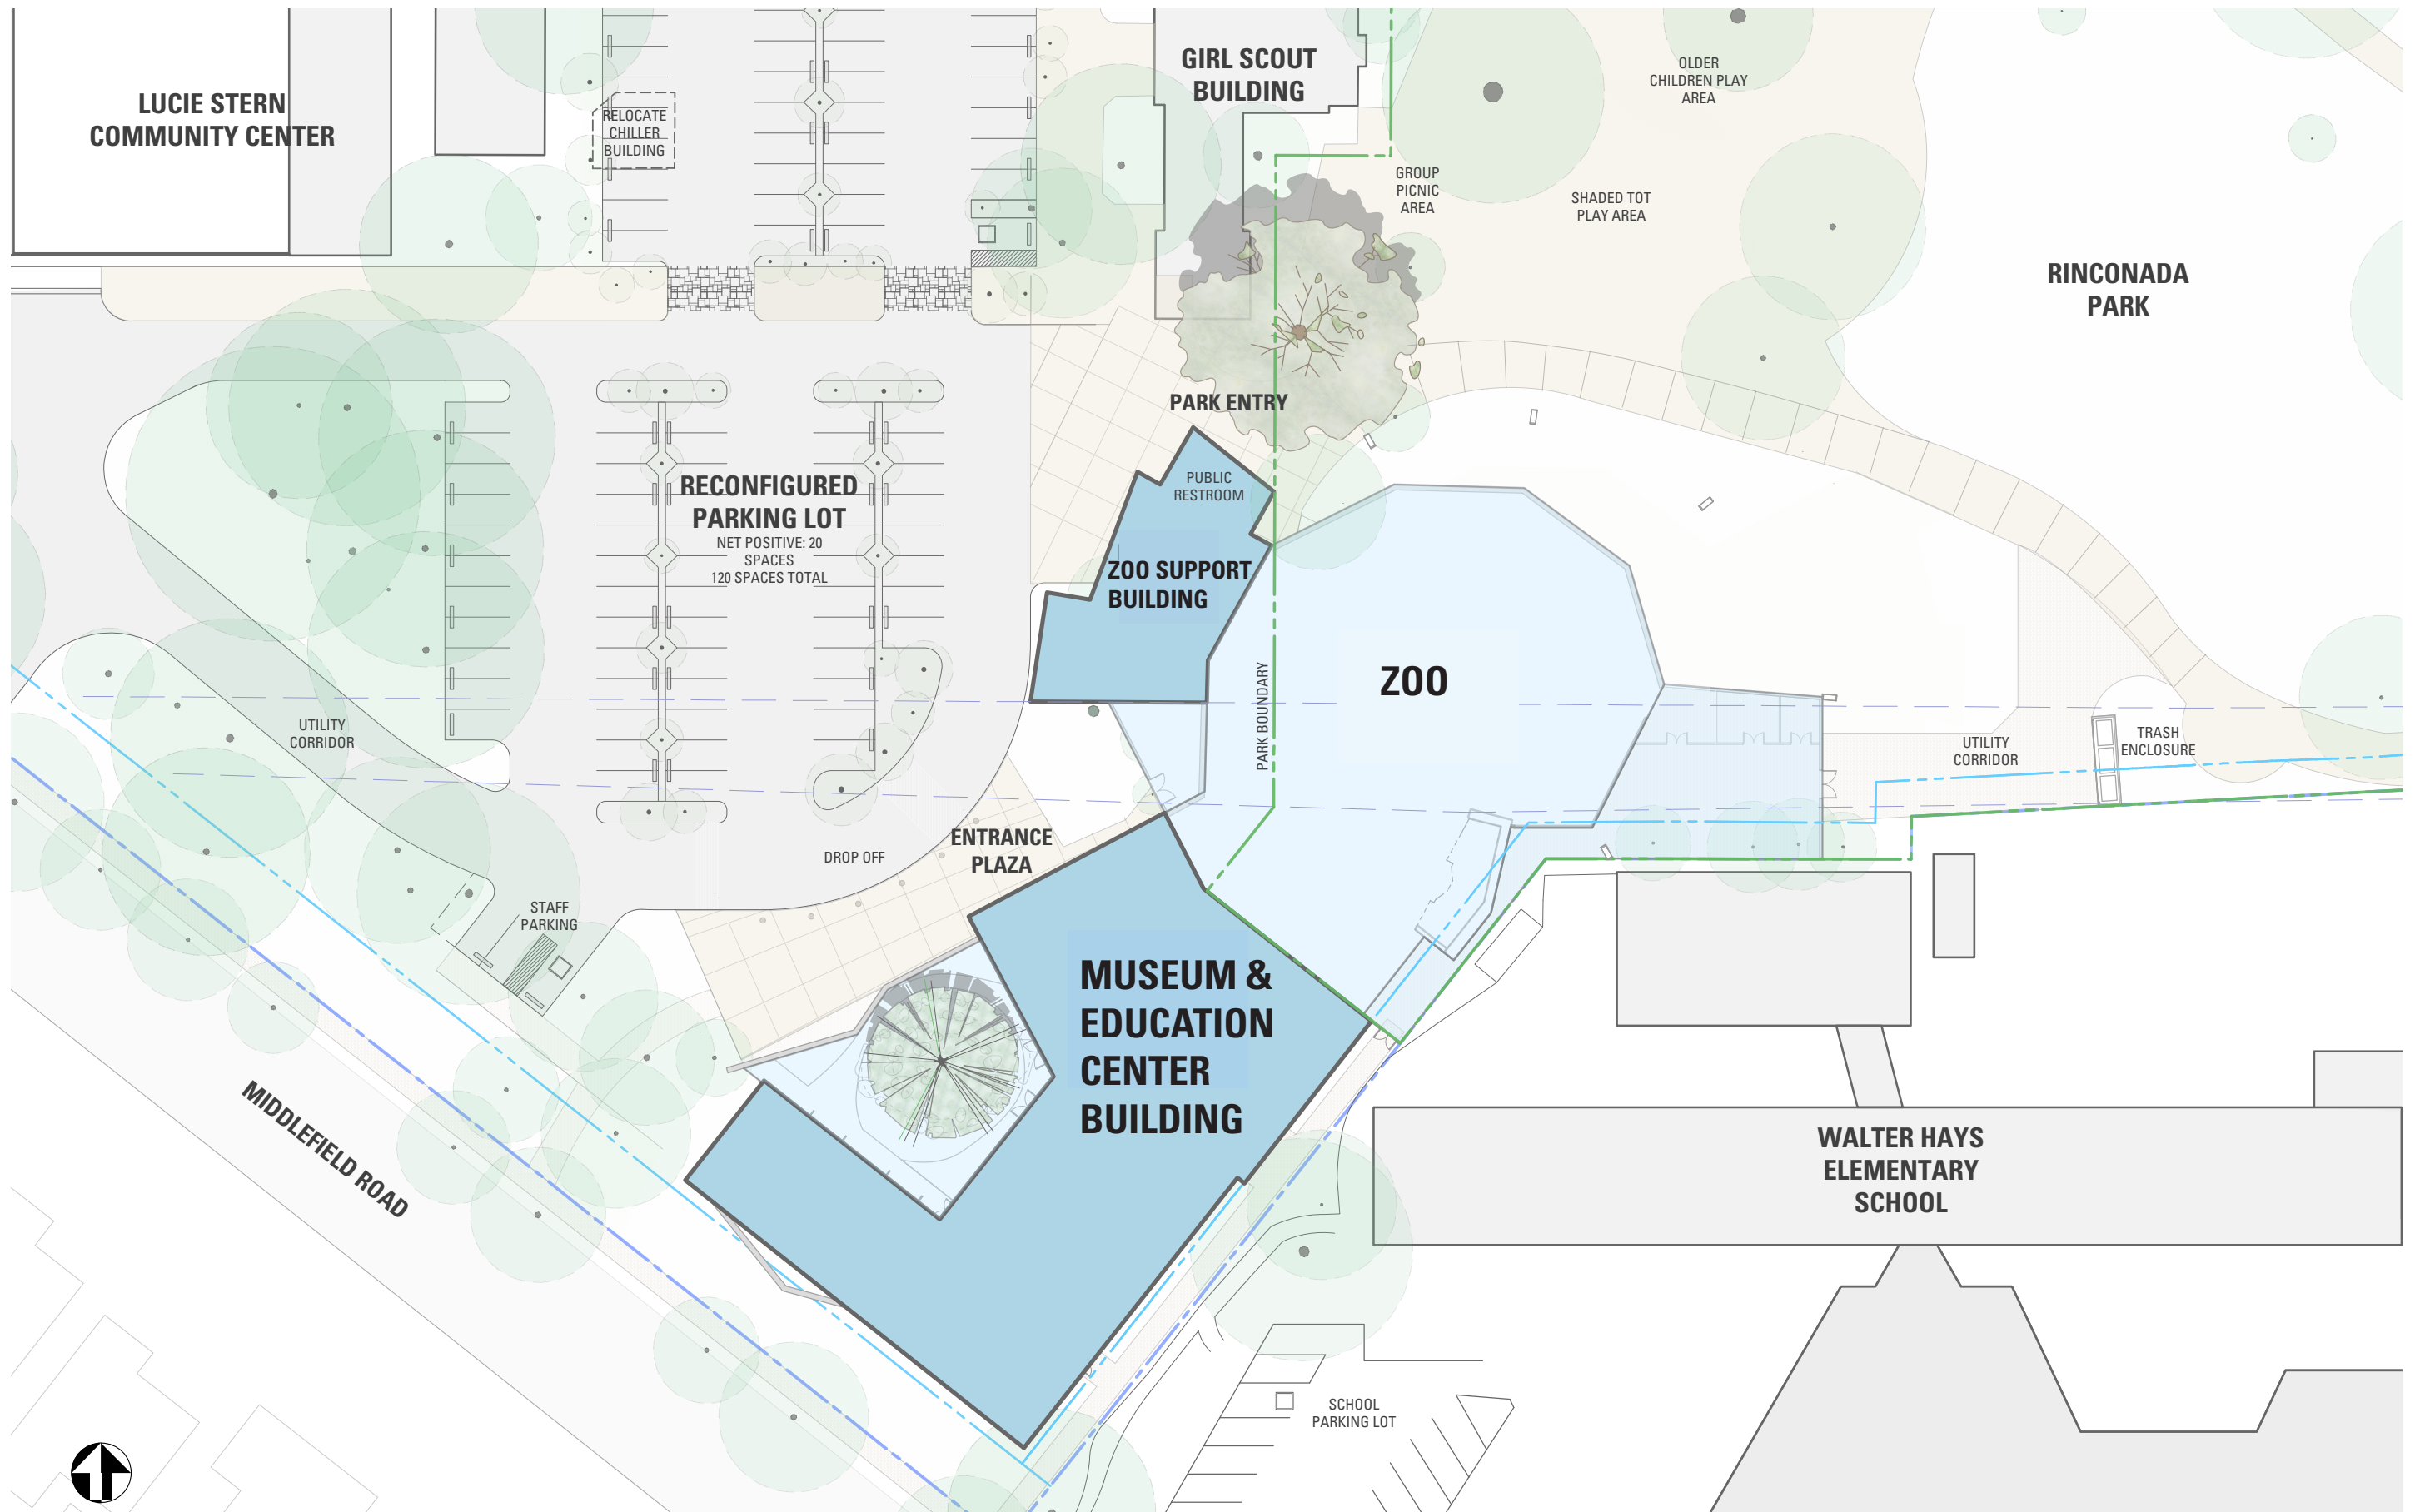 LUCIE STERN
COMMUNITY CENTER
RELOCATE
CHILLER
BUILDING
GIRL SCOUT
BUILDING
OLDER
CHILDREN PLAY
AREA
GROUP
PICNIC
AREA
SHADED TOT
PLAY AREA
RINCONADA
PARK
PARK ENTRY
PUBLIC
RESTROOM
RECONFIGURED
PARKING LOT
NET POSITIVE: 20
SPACES
120 SPACES TOTAL
ZOO SUPPORT
BUILDING
ZOO
PARK BOUNDARY
UTILITY
CORRIDOR
UTILITY
CORRIDOR
TRASH
ENCLOSURE
DROP OFF
ENTRANCE
PLAZA
STAFF
PARKING
MUSEUM &
EDUCATION
CENTER
BUILDING
MIDDLEFIELD ROAD
WALTER HAYS
ELEMENTARY
SCHOOL
SCHOOL
PARKING LOT